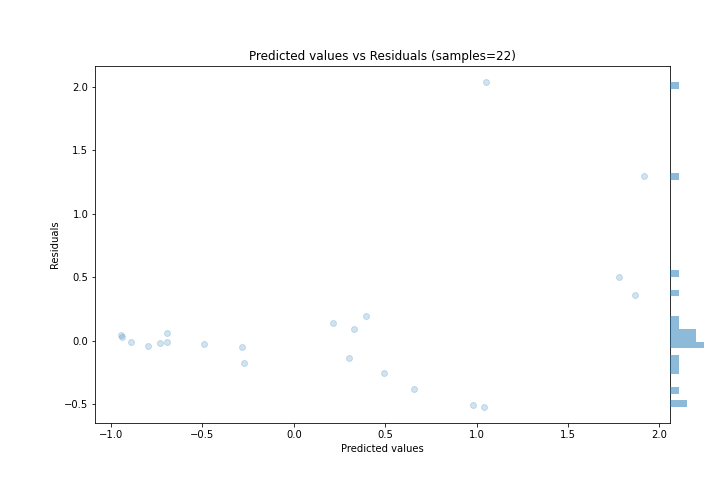 Predicted values vs Residuals (samples=22)
2.0
1.5
1.0
0.5
0.0
−0.5
Residuals
−1.0 −0.5 0.0 0.5 1.0 1.5 2.0
Predicted values